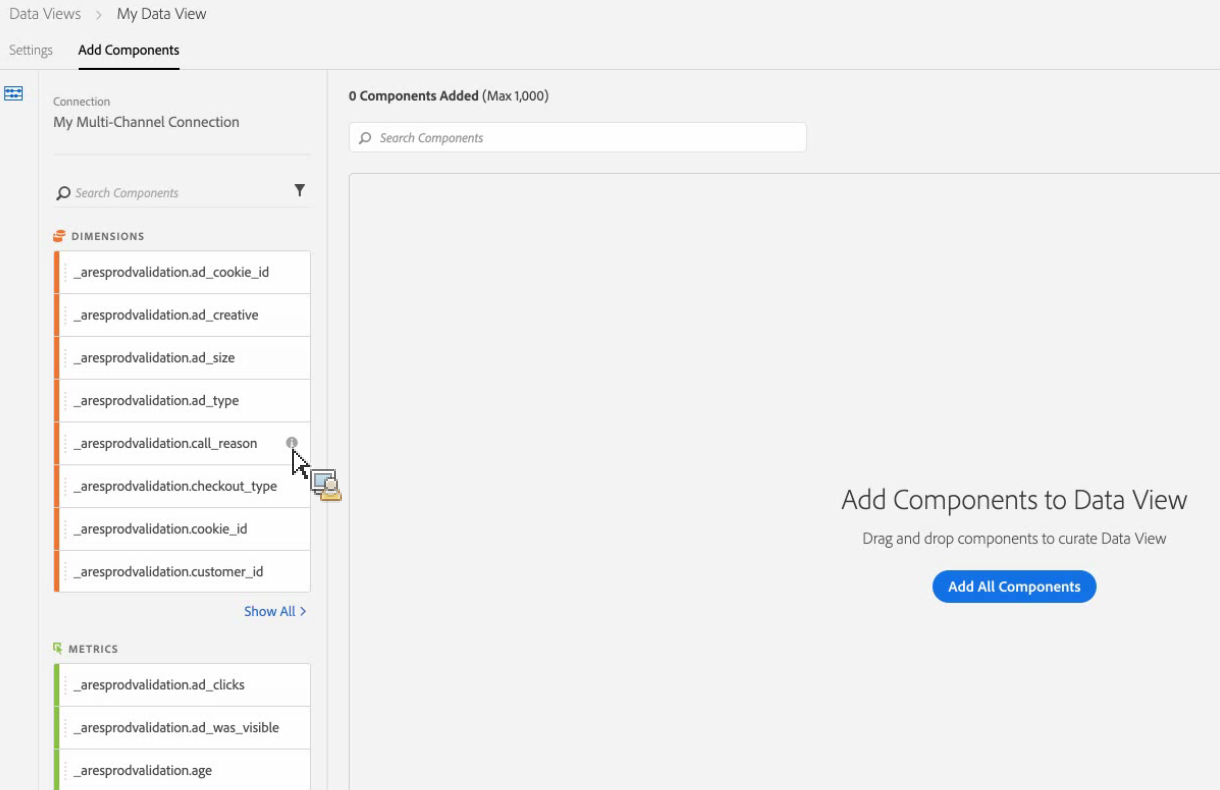 Data Views > My Data View
Settings Add Components
Connection
My Multi-Channel Connection
Search Components
DIMENSIONS
_aresprodvalidation.ad_cookie_id
_aresprodvalidation.ad_creative
_aresprodvalidation.ad_size
_aresprodvalidation.ad_type
_aresprodvalidation.call_reason
_aresprodvalidation.checkout_type
_aresprodvalidation.cookie_id
_aresprodvalidation.customer_id
Show All >
METRICS
_aresprodvalidation.ad_clicks
_aresprodvalidation.ad_was_visible
_aresprodvalidation.age
0 Components Added (Max 1,000)
Search Components
Add Components to Data View
Drag and drop components to curate Data View
Add All Components